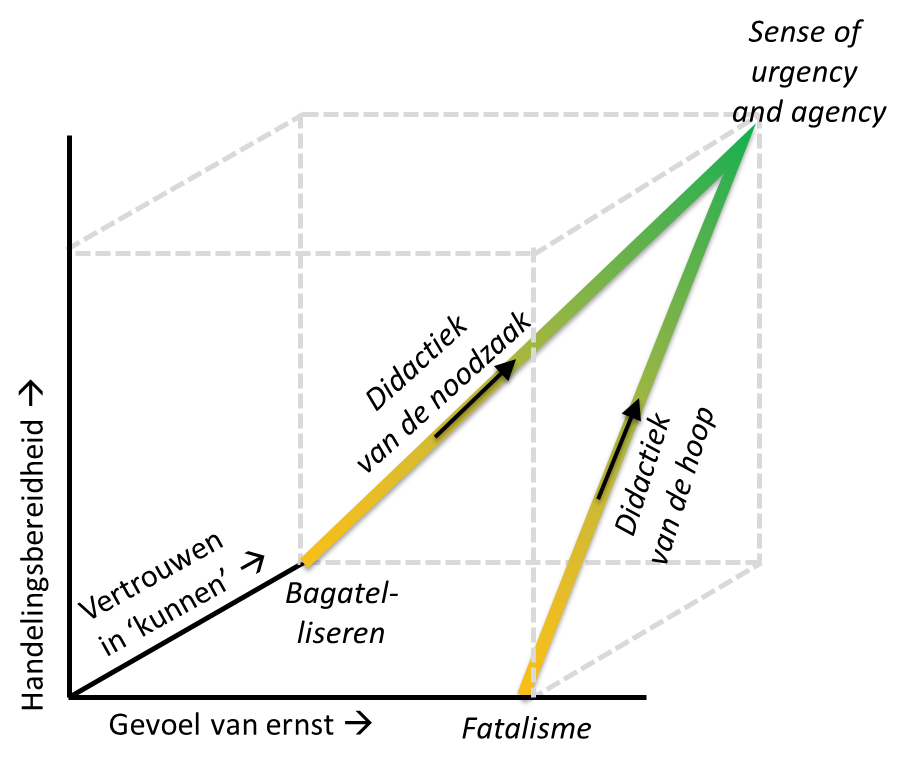 Sense of
urgency
and agency
Didactiek
van de noodzaak
Didactiek
van de hoop
Handelingsbereidheid →
Vertrouwen
in ‘kunnen’ →
Bagatel-
liseren
Gevoel van ernst →
Fatalisme